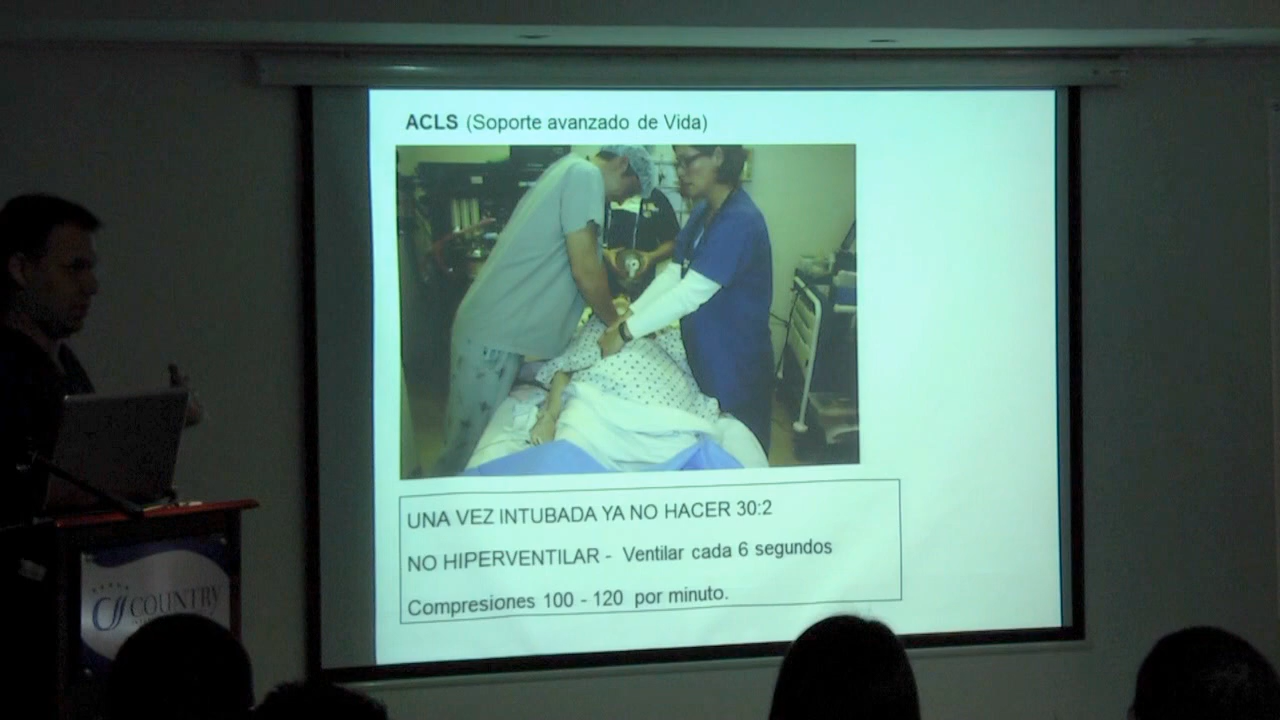 ACLS (Soporte avanzado de Vida)
UNA VEZ INTUBADA YA NO HACER 30:2
NO HIPERVENTILAR - Ventilar cada 6 segundos
Compresiones 100 - 120 por minuto.
COUNTRY